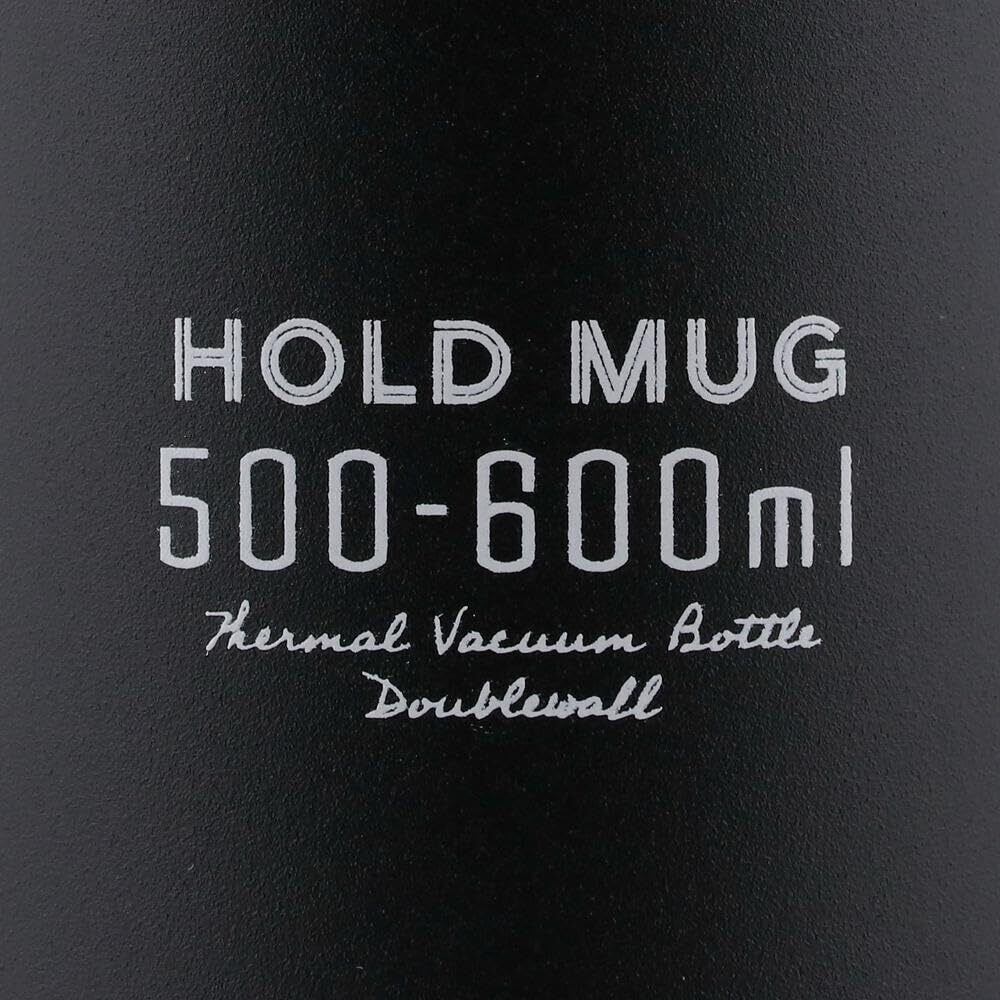 HOLD MUG
500-600ml
Thermal Vacuum Bottle
Doublewall